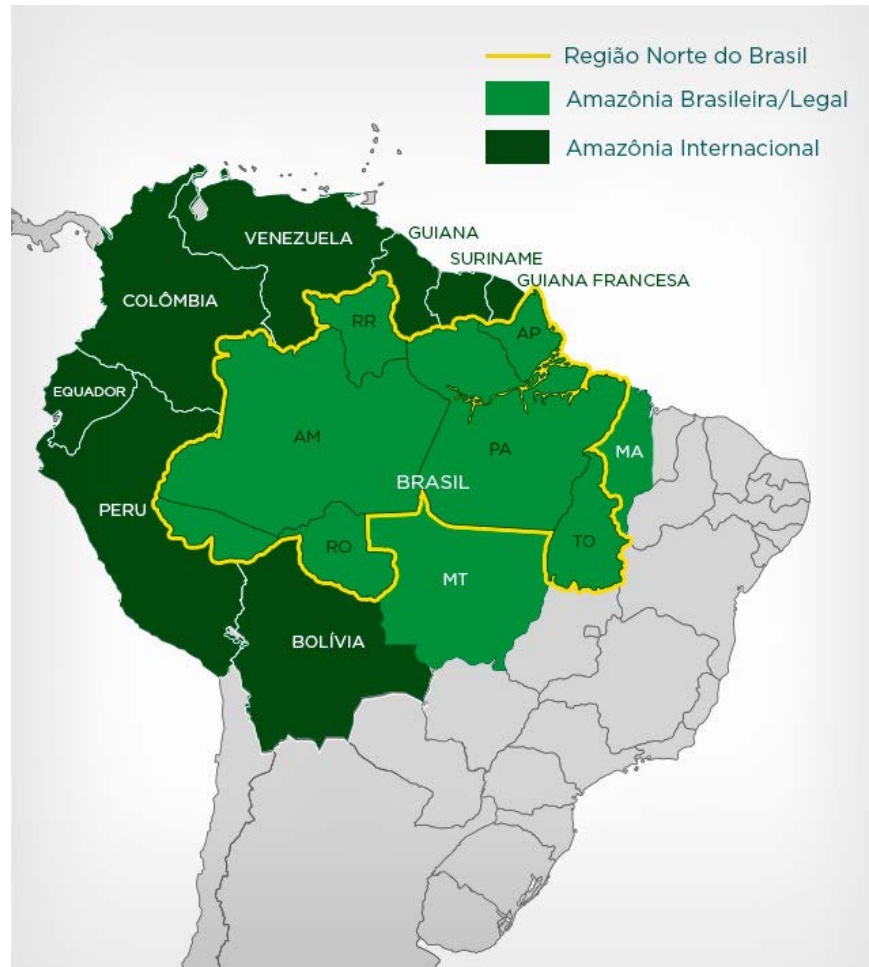 Região Norte do Brasil
Amazônia Brasileira/Legal
Amazônia Internacional
VENEZUELA
GUIANA
SURINAME
GUIANA FRANCESA
COLÔMBIA
RR
AP
EQUADOR
AM
PA
MA
BRASIL
PERU
RO
TO
MT
BOLÍVIA